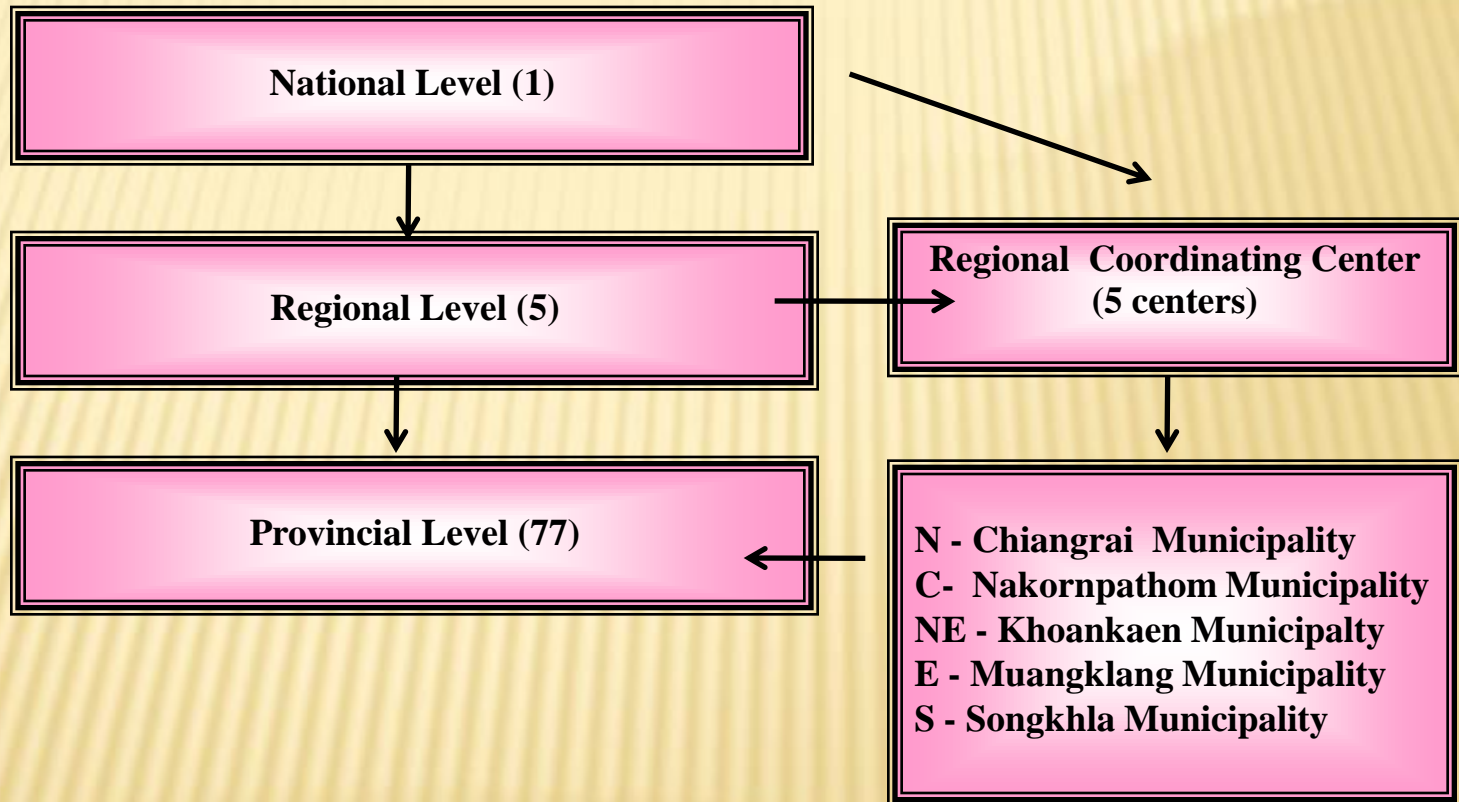 National Level (1)
Regional Level (5)
Regional Coordinating Center
(5 centers)
Provincial Level (77)
N - Chiangrai Municipality
C- Nakornpathom Municipality
NE - Khoankaen Municipalty
E - Muangklang Municipality
S - Songkhla Municipality